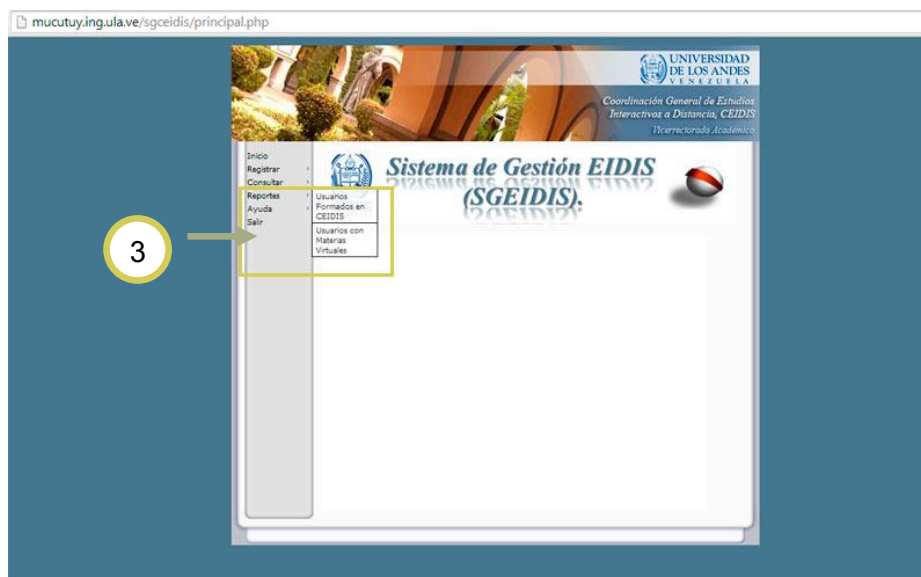 mucutuy.ing.ula.ve/sgceidis/principal.php
UNIVERSIDAD
DE LOS ANDES
VENEZUELA
Coordinación General de Estudios
Interactivos a Distancia, CEIDIS
Vicerrectorado Académico
Inicio
Registrar
Consultar
Reportes
Ayuda
Salir
Usuarios
Formados en
CEIDIS
Usuarios con
Materias
Virtuales
Sistema de Gestión EIDIS
(SGEIDIS).
3